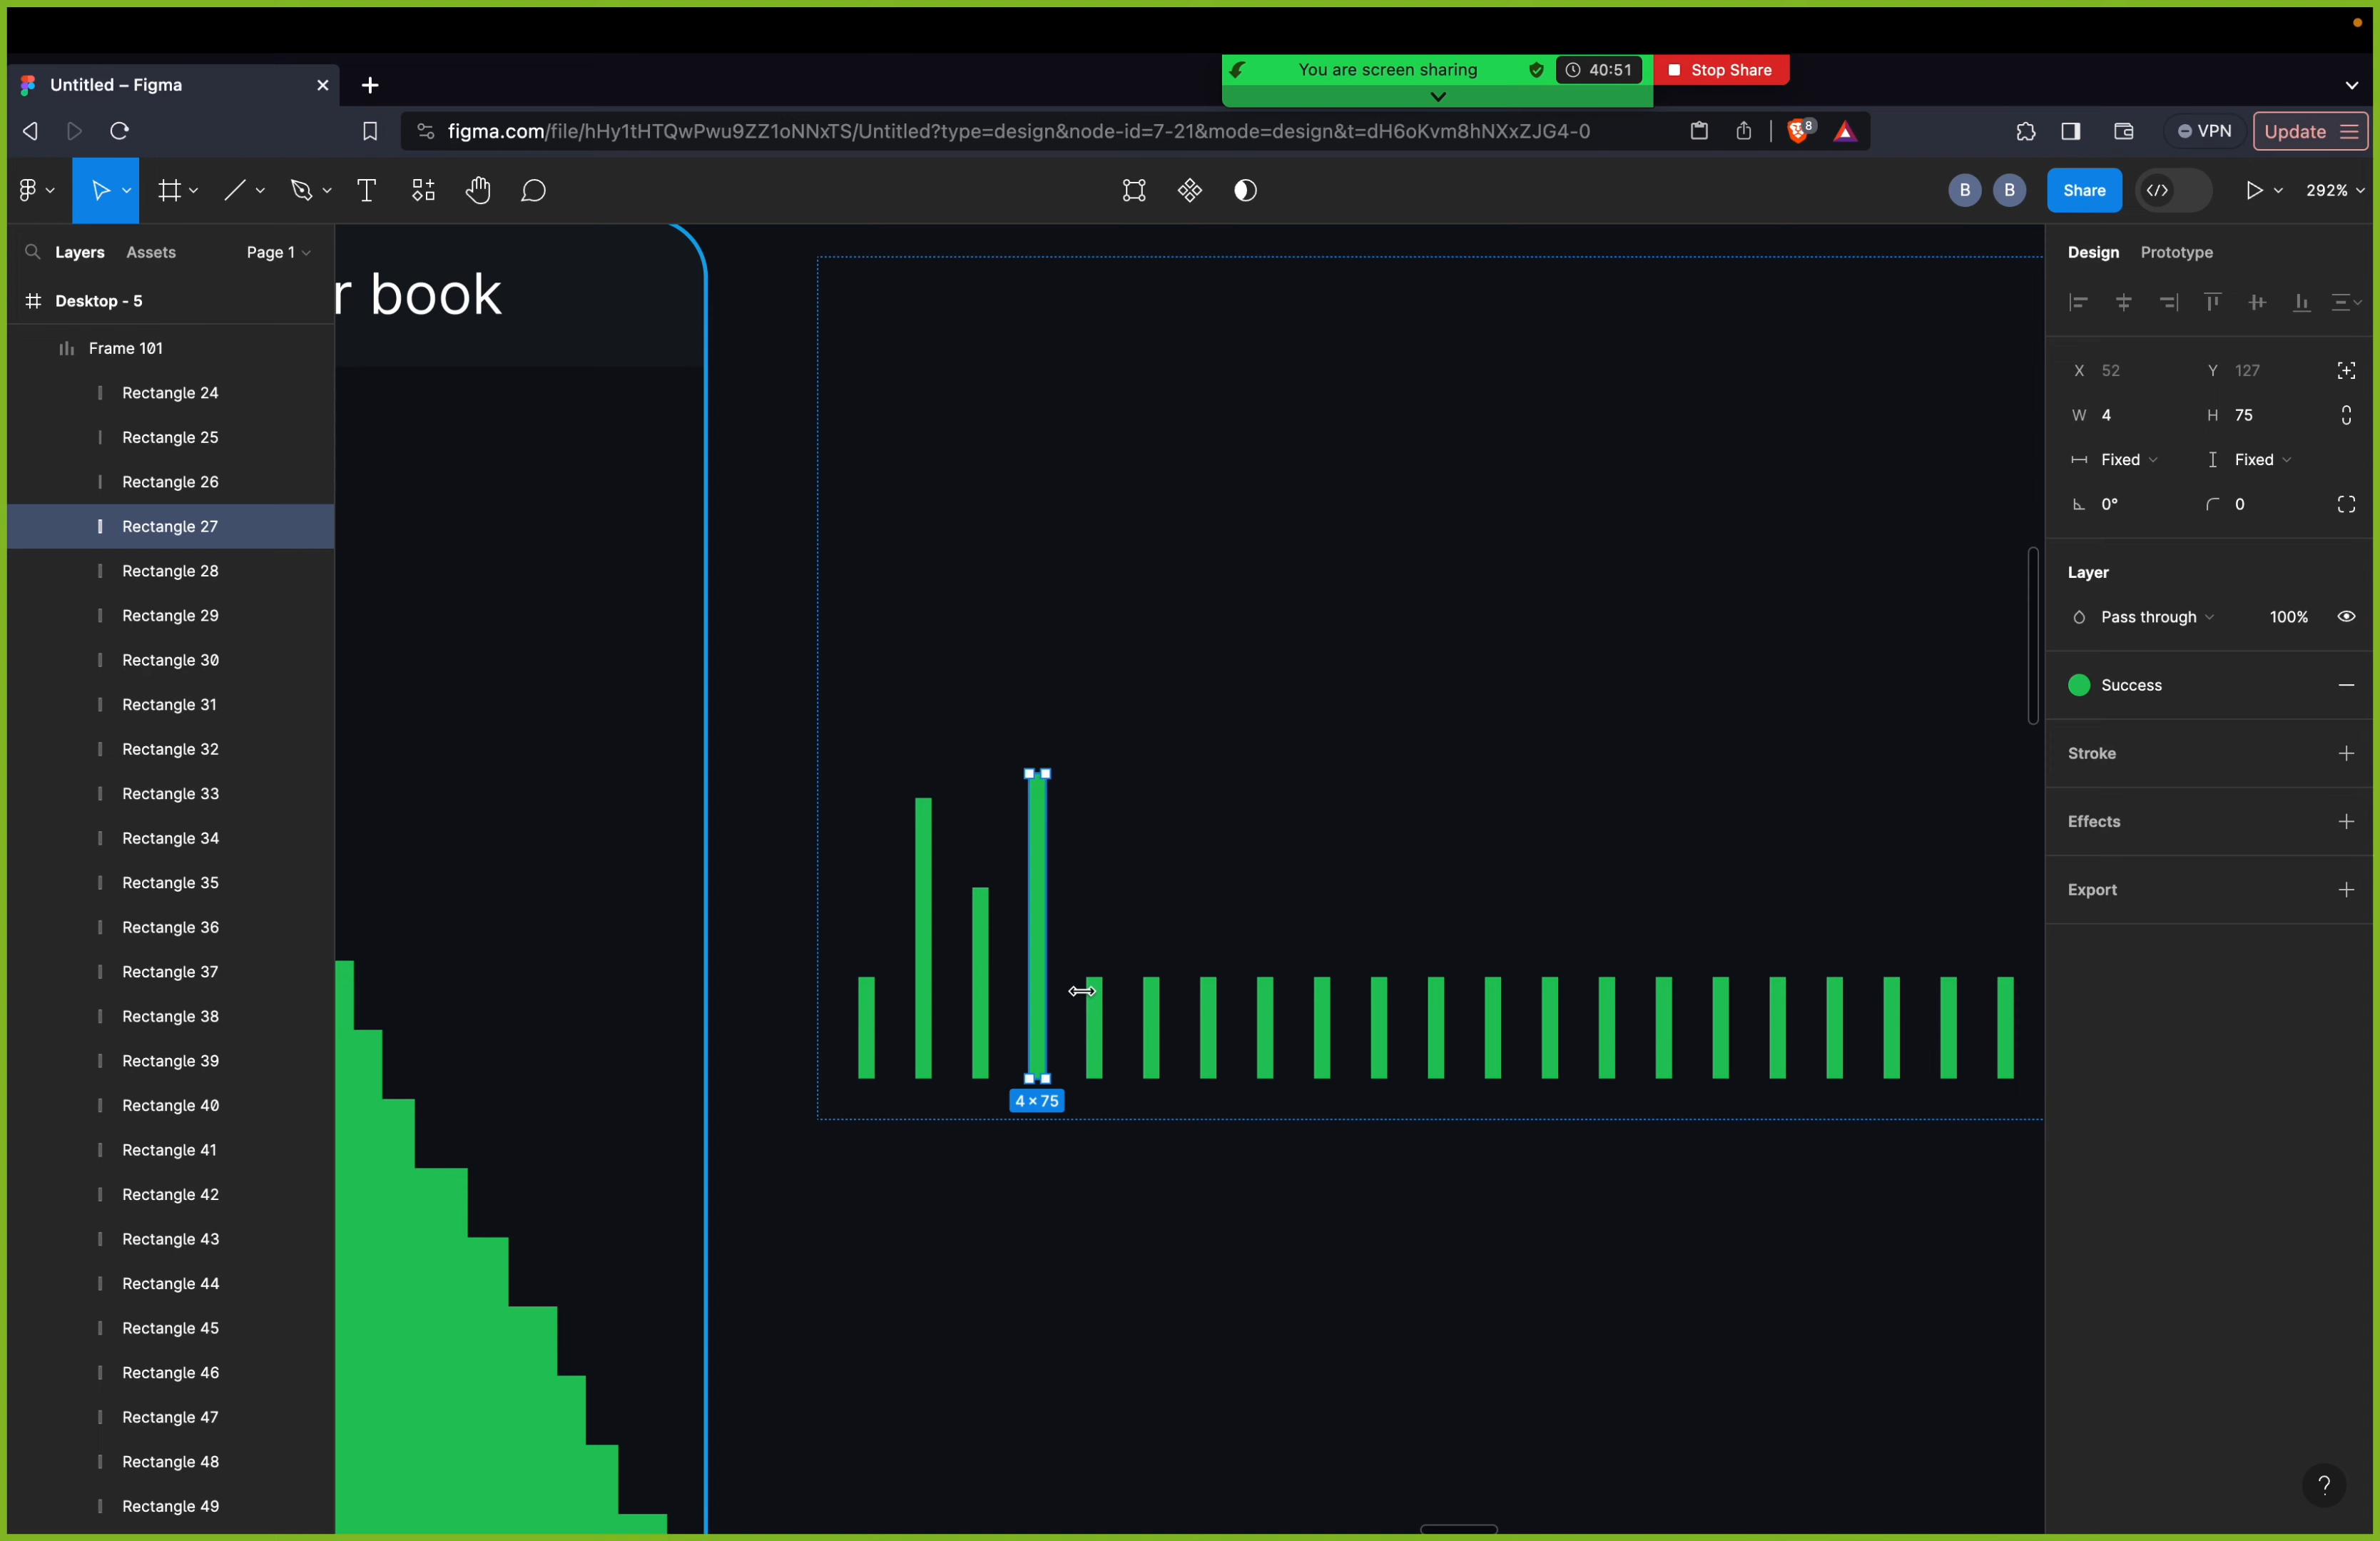 You are screen sharing
40:51
Stop Share
Untitled – Figma
figma.com/file/hHy1tHTQwPwu9ZZ1oNNxTS/Untitled?type=design&node-id=7-21&mode=design&t=dH6oKvm8hNXxZJG4-0
8
VPN
Update
B
B
Share
292%
Layers
Assets
Page 1
Desktop - 5
Frame 101
Rectangle 24
Rectangle 25
Rectangle 26
Rectangle 27
Rectangle 28
Rectangle 29
Rectangle 30
Rectangle 31
Rectangle 32
Rectangle 33
Rectangle 34
Rectangle 35
Rectangle 36
Rectangle 37
Rectangle 38
Rectangle 39
Rectangle 40
Rectangle 41
Rectangle 42
Rectangle 43
Rectangle 44
Rectangle 45
Rectangle 46
Rectangle 47
Rectangle 48
Rectangle 49
r book
4 × 75
Design
Prototype
X 52
Y 127
W 4
H 75
Fixed
Fixed
0°
0
Layer
Pass through
100%
Success
Stroke
Effects
Export
?